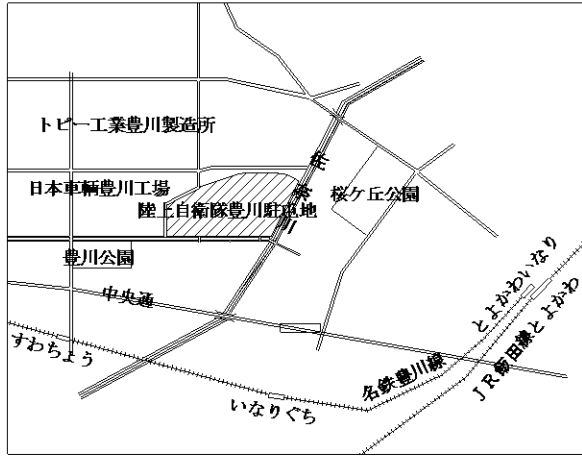 トピー工業豊川製造所
佐奈川
日本車輌豊川工場
桜ケ丘公園
陸上自衛隊豊川駐屯地
豊川公園
中央通
とよかわいなり
すわちょう
名鉄豊川線
JR飯田線とよかわ
いなりぐち